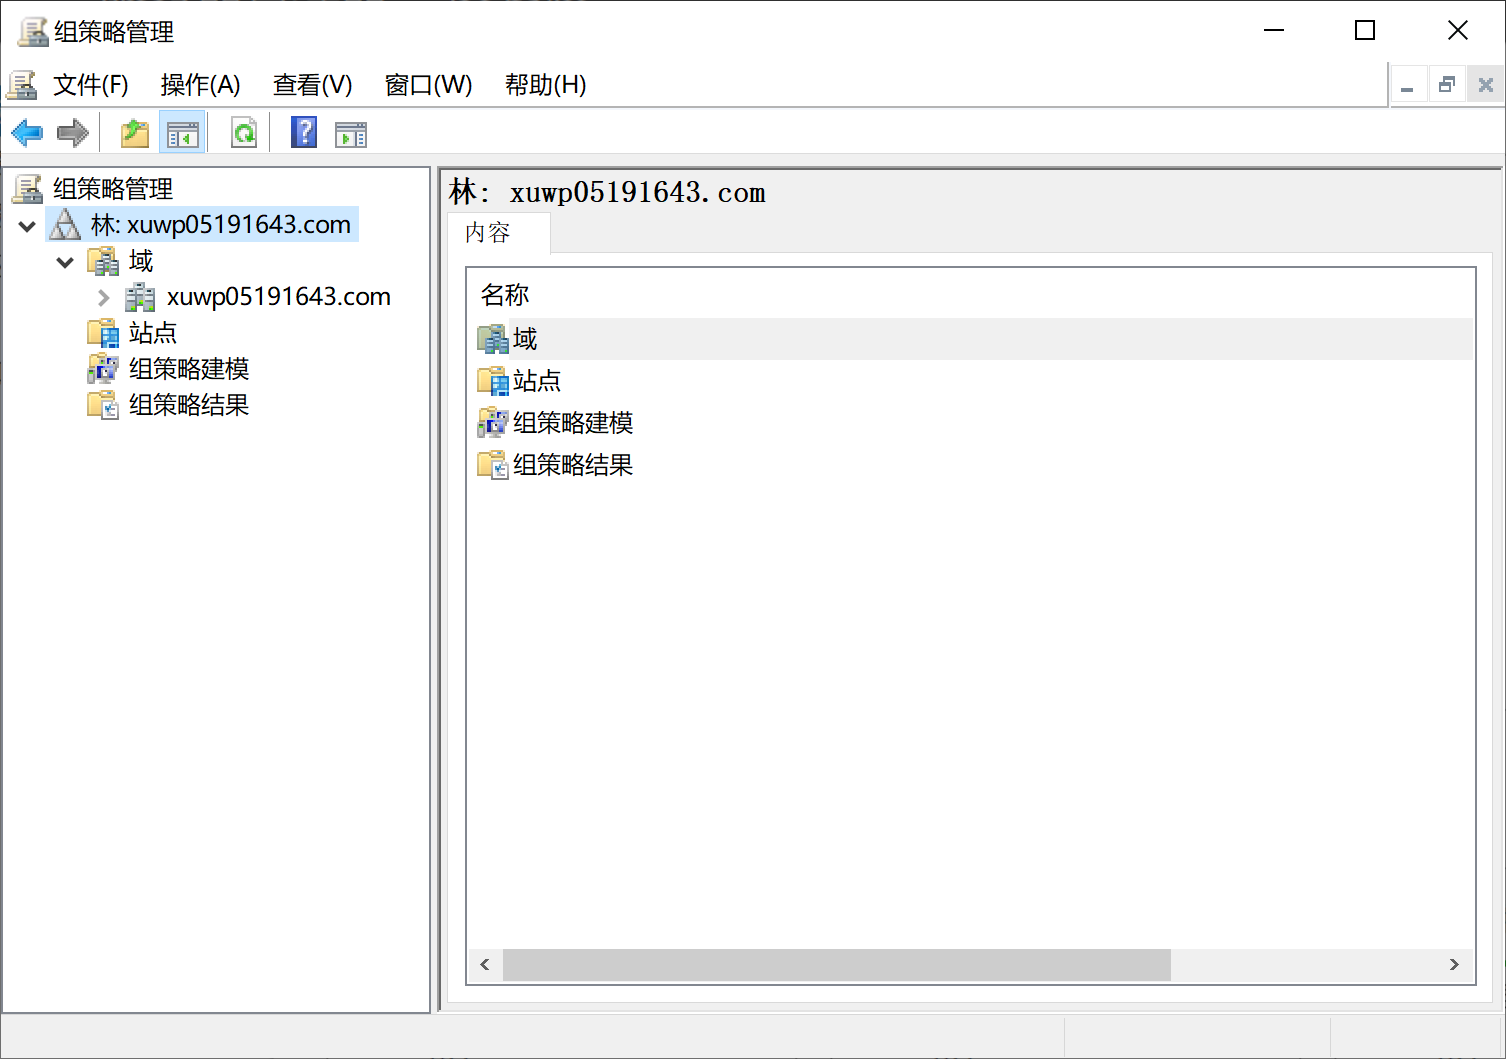 组策略管理
文件(F) 操作(A) 查看(V) 窗口(W) 帮助(H)
组策略管理
林: xuwp05191643.com
域
xuwp05191643.com
站点
组策略建模
组策略结果
林: xuwp05191643.com
内容
名称
域
站点
组策略建模
组策略结果